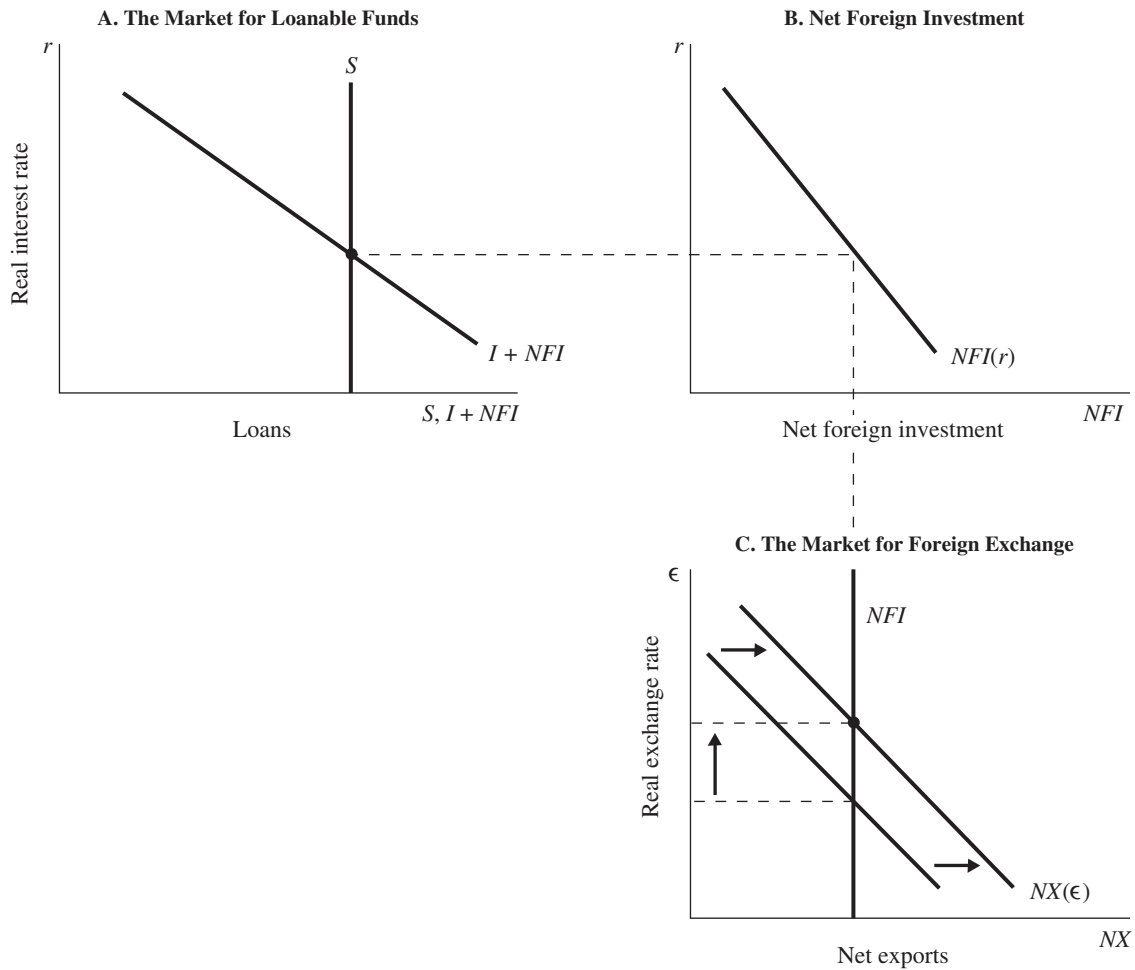 A. The Market for Loanable Funds
r
Real interest rate
S
I + NFI
S, I + NFI
Loans
B. Net Foreign Investment
r
NFI(r)
NFI
Net foreign investment
C. The Market for Foreign Exchange
ϵ
Real exchange rate
NFI
NX(ϵ)
NX
Net exports